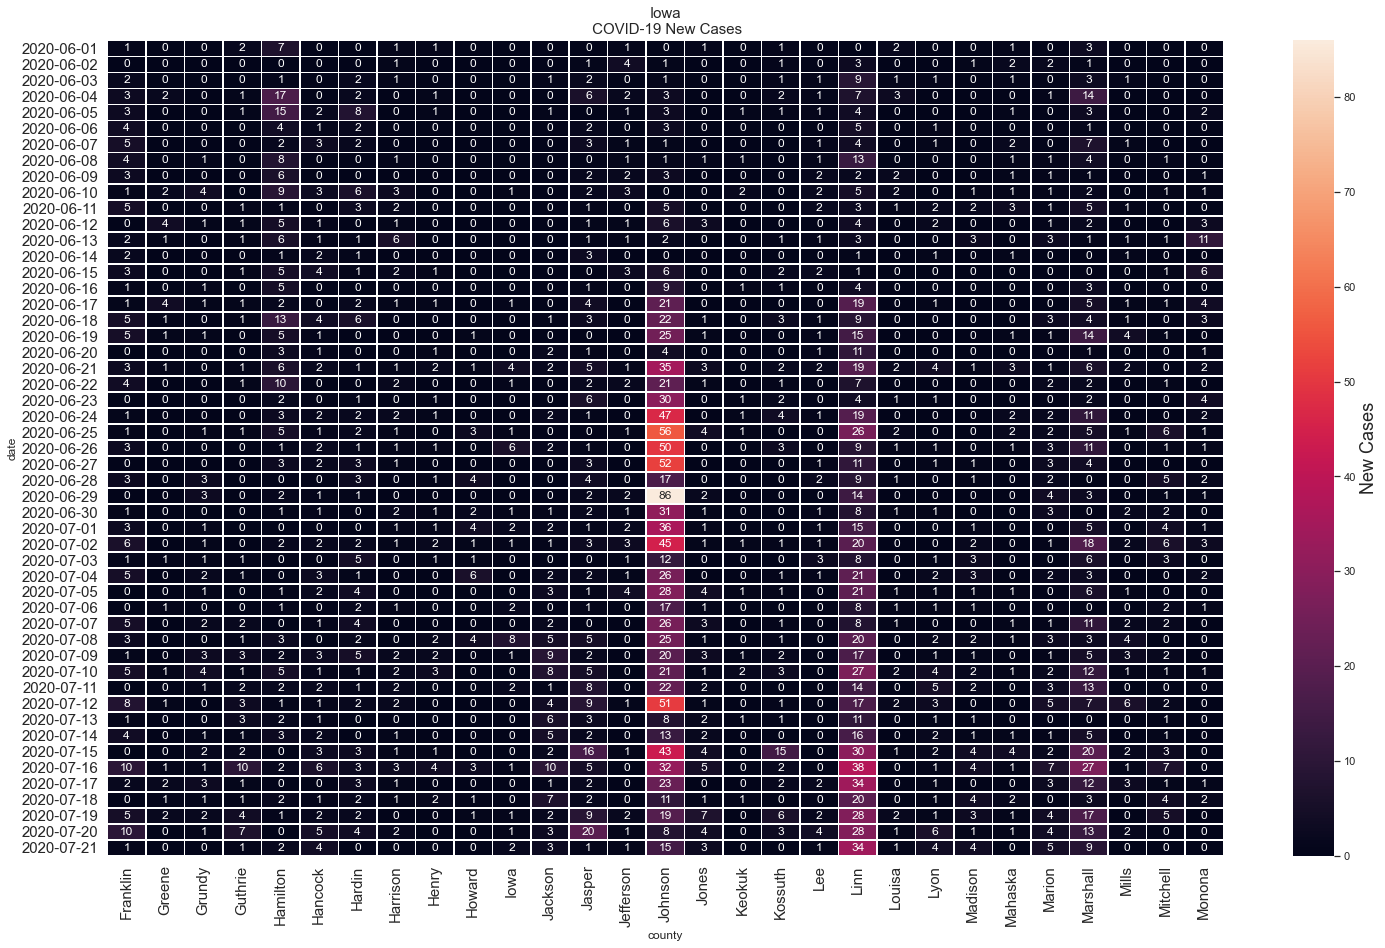 Iowa
COVID-19 New Cases
2020-06-01 1 0 0 2 7 0 0 1 1 0 0 0 0 1 0 1 0 1 0 0 2 0 0 1 0 3 0 0 0
2020-06-02 0 0 0 0 0 0 0 1 0 0 0 0 1 4 1 0 0 1 0 3 0 0 1 2 2 1 0 0 0
2020-06-03 2 0 0 0 1 0 2 1 0 0 0 1 2 0 1 0 0 1 1 9 1 1 0 1 0 3 1 0 0
2020-06-04 3 2 0 1 17 0 2 0 1 0 0 0 6 2 3 0 0 2 1 7 3 0 0 0 1 14 0 0 0
2020-06-05 3 0 0 1 15 2 8 0 1 0 0 1 0 1 3 0 1 1 1 4 0 0 0 1 0 3 0 0 2
2020-06-06 4 0 0 0 4 1 2 0 0 0 0 0 2 0 3 0 0 0 0 5 0 1 0 0 0 1 0 0 0
2020-06-07 5 0 0 0 2 3 2 0 0 0 0 0 3 1 1 0 0 0 1 4 0 1 0 2 0 7 1 0 0
2020-06-08 4 0 1 0 8 0 0 1 0 0 0 0 0 1 1 1 1 0 1 13 0 0 0 1 1 4 0 1 0
2020-06-09 3 0 0 0 6 0 0 0 0 0 0 0 2 2 3 0 0 0 2 2 2 0 0 1 1 1 0 0 1
2020-06-10 1 2 4 0 9 3 6 3 0 0 1 0 2 3 0 0 2 0 2 5 2 0 1 1 1 2 0 1 1
2020-06-11 5 0 0 1 1 0 3 2 0 0 0 0 1 0 5 0 0 0 2 3 1 2 2 3 1 5 1 0 0
2020-06-12 0 4 1 1 5 1 0 1 0 0 0 0 1 1 6 3 0 0 0 4 0 2 0 0 1 2 0 0 3
2020-06-13 2 1 0 1 6 1 1 6 0 0 0 0 1 1 2 0 0 1 1 3 0 0 3 0 3 1 1 1 11
2020-06-14 2 0 0 0 1 2 1 0 0 0 0 0 3 0 0 0 0 0 0 1 0 1 0 0 0 1 0 0 0
2020-06-15 3 0 0 1 5 4 1 2 1 0 0 0 0 3 6 0 0 2 2 1 0 0 0 0 0 0 0 1 6
2020-06-16 1 0 1 0 5 0 0 0 0 0 0 0 1 0 9 0 1 1 0 4 0 0 0 0 0 3 0 0 0
2020-06-17 1 4 1 1 2 0 2 1 1 0 1 0 4 0 21 0 0 0 0 19 0 1 0 0 0 5 1 1 4
2020-06-18 5 1 0 1 13 4 6 0 0 0 0 1 3 0 22 1 0 3 1 9 0 0 0 0 3 4 1 0 3
2020-06-19 5 1 1 0 5 1 0 0 0 1 0 0 0 0 25 1 0 0 0 15 0 0 0 1 1 14 4 1 0
2020-06-20 0 0 0 0 3 1 0 0 1 0 0 2 1 0 4 0 0 0 1 11 0 0 0 0 0 1 0 0 1
2020-06-21 3 1 0 1 6 2 1 1 2 1 4 2 5 1 35 3 0 2 2 19 2 4 1 3 1 6 2 0 2
2020-06-22 4 0 0 0 10 0 0 2 0 0 1 0 2 2 21 0 1 1 0 7 0 0 0 0 2 2 0 1 0
2020-06-23 0 0 0 0 2 0 1 0 1 0 0 0 6 0 30 0 1 2 0 4 1 1 0 0 0 2 0 0 4
2020-06-24 1 0 0 0 3 2 2 2 1 0 0 2 1 0 47 0 1 4 1 19 0 0 0 2 2 11 0 0 2
2020-06-25 1 0 1 1 5 1 2 1 0 3 1 0 0 1 56 4 1 0 0 26 2 0 0 2 2 5 1 6 1
2020-06-26 3 0 0 0 1 2 1 1 1 0 6 2 1 0 50 0 0 3 0 9 1 1 0 1 3 11 0 1 1
2020-06-27 0 0 0 0 3 2 3 1 0 0 0 0 3 0 52 0 0 0 1 11 0 1 1 0 3 4 0 0 0
2020-06-28 3 0 3 0 0 0 3 0 1 4 0 0 4 0 17 0 0 0 2 9 1 0 1 0 2 0 0 5 2
2020-06-29 0 0 3 0 2 1 1 0 0 0 0 0 2 2 86 2 0 0 0 14 0 0 0 0 4 3 0 1 1
2020-06-30 1 0 0 0 1 1 0 2 1 2 1 1 2 1 31 1 0 0 1 8 1 1 0 0 3 0 2 2 0
2020-07-01 3 0 1 0 0 0 0 1 1 4 2 2 1 2 36 1 0 0 1 15 0 0 1 0 0 5 0 4 1
2020-07-02 6 0 1 0 2 2 2 1 2 1 1 3 3 45 1 1 1 1 20 0 0 2 0 1 18 2 6 3
2020-07-03 1 1 1 1 0 0 5 0 1 1 0 0 0 1 12 0 0 0 3 8 0 1 3 0 0 6 0 3 0
2020-07-04 5 0 2 1 0 3 1 0 0 6 0 2 2 1 26 0 0 1 1 21 0 2 3 0 2 3 0 0 2
2020-07-05 0 0 1 0 1 2 4 0 0 0 0 3 1 4 28 4 1 1 0 21 1 1 1 1 0 6 1 0 0
2020-07-06 0 1 0 0 1 0 2 1 0 0 2 0 1 0 17 1 0 0 0 8 1 1 1 0 0 0 0 2 1
2020-07-07 5 0 2 2 0 1 4 0 0 0 0 0 2 0 26 3 0 1 0 8 1 0 0 1 1 11 2 2 0
2020-07-08 3 0 0 1 3 0 2 0 2 4 8 5 5 0 25 1 0 1 0 20 0 2 2 1 3 3 4 0 0
2020-07-09 1 0 3 3 2 3 5 2 2 0 1 9 2 0 20 3 1 2 0 17 0 1 1 0 1 5 3 2 0
2020-07-10 5 1 4 1 5 1 1 2 3 0 0 8 5 0 21 1 2 3 0 27 2 4 2 1 2 12 1 1 1
2020-07-11 0 0 1 2 2 2 1 2 0 0 2 1 8 0 22 2 0 0 0 14 0 5 2 0 3 13 0 0 0
2020-07-12 8 1 0 3 1 1 2 2 0 0 0 4 9 1 51 1 0 1 0 17 2 3 0 0 5 7 6 2 0
2020-07-13 1 0 0 3 2 1 0 0 0 0 0 6 3 0 8 2 1 1 0 11 0 1 1 0 0 0 0 1 0
2020-07-14 4 0 1 1 3 2 0 1 0 0 0 5 2 0 13 2 0 0 0 16 0 2 1 1 1 5 0 1 0
2020-07-15 0 0 2 2 0 3 3 1 1 0 0 2 16 1 43 4 0 15 0 30 1 2 4 4 2 20 2 3 0
2020-07-16 10 1 1 10 2 6 3 3 4 3 1 10 5 0 32 5 0 2 0 38 0 1 4 1 7 27 1 7 0
2020-07-17 2 2 3 1 0 0 3 1 0 0 0 1 2 0 23 0 0 2 2 34 0 1 0 0 3 12 3 1 1
2020-07-18 0 1 1 1 2 1 2 1 2 1 0 7 2 0 11 1 1 0 0 20 0 1 4 2 0 3 0 4 2
2020-07-19 5 2 2 4 1 2 2 0 0 1 1 2 9 2 19 7 0 6 2 28 2 1 3 1 4 17 0 5 0
2020-07-20 10 0 1 7 0 5 4 2 0 0 1 3 20 1 8 4 0 3 4 28 1 6 1 1 4 13 2 0 0
2020-07-21 1 0 0 1 2 4 0 0 0 0 2 3 1 1 15 3 0 0 1 34 1 4 4 0 5 9 0 0 0
Franklin Greene Grundy Guthrie Hamilton Hancock Hardin Harrison Henry Howard Iowa Jackson Jasper Jefferson Johnson Jones Keokuk Kossuth Lee Linn Louisa Lyon Madison Mahaska Marion Marshall Mills Mitchell Monona
county
date
80
70
60
50
40
30
20
10
0
New Cases